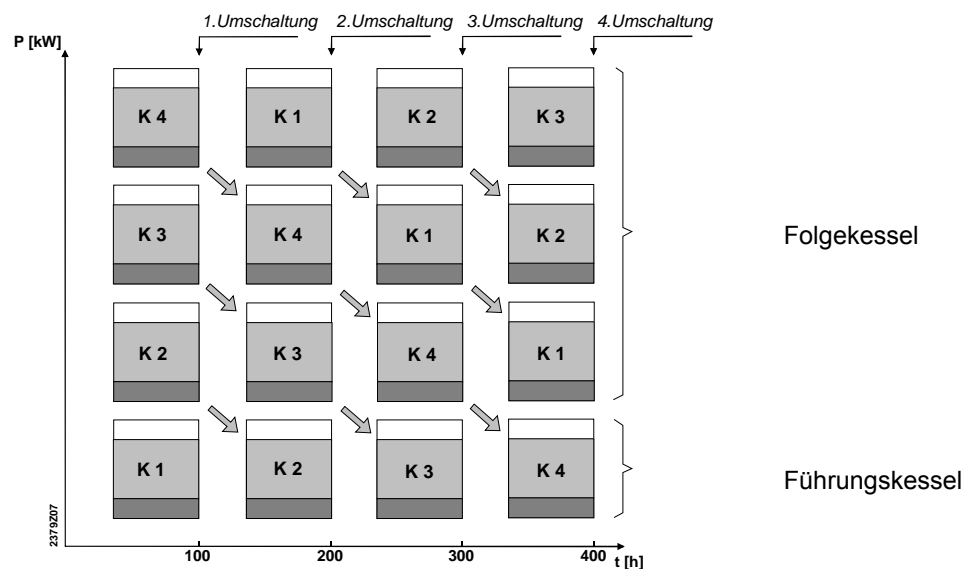 1.Umschaltung 2.Umschaltung 3.Umschaltung 4.Umschaltung
P [kW]
K 4 K 1 K 2 K 3
K 3 K 4 K 1 K 2
Folgekessel
K 2 K 3 K 4 K 1
K 1 K 2 K 3 K 4
Führungskessel
2379Z07
100 200 300 400
t [h]